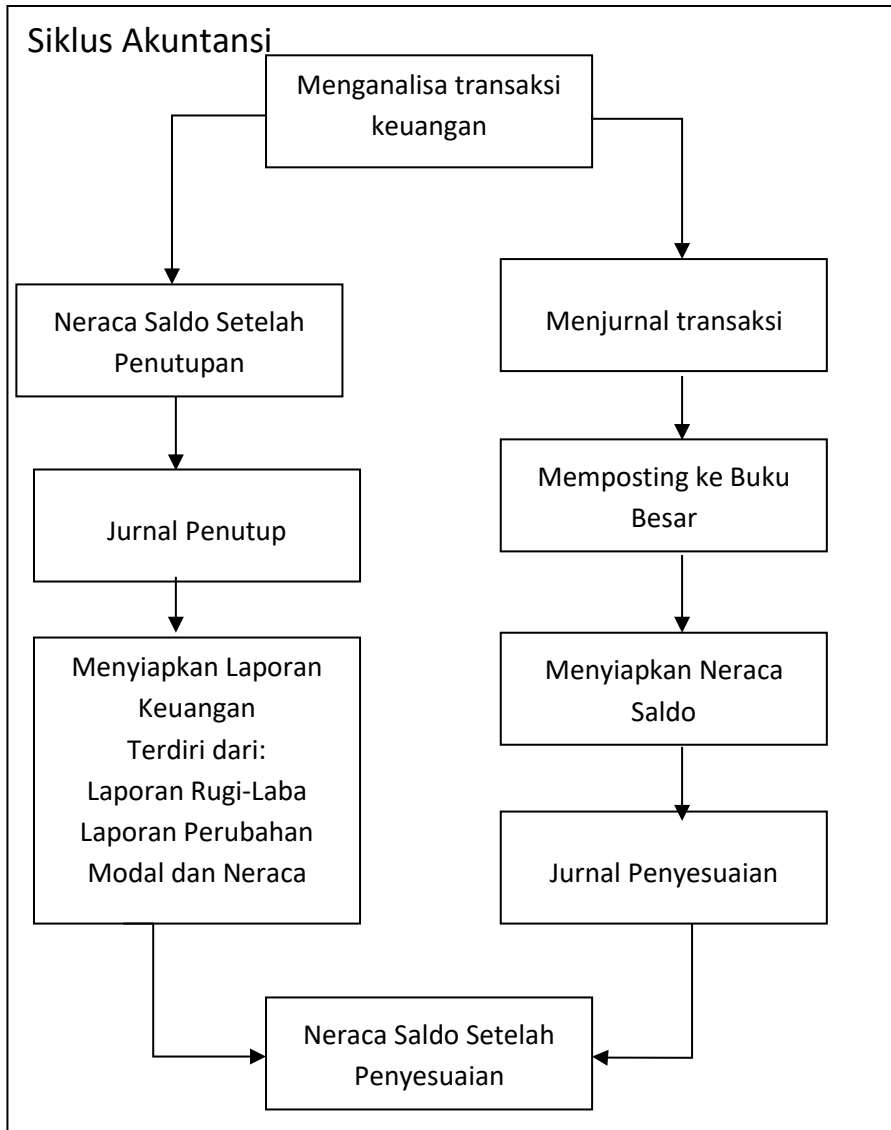 Siklus Akuntansi
Menganalisa transaksi
keuangan
Neraca Saldo Setelah
Penutupan
Menjurnal transaksi
Jurnal Penutup
Memposting ke Buku
Besar
Menyiapkan Laporan
Keuangan
Terdiri dari:
Laporan Rugi-Laba
Laporan Perubahan
Modal dan Neraca
Menyiapkan Neraca
Saldo
Jurnal Penyesuaian
Neraca Saldo Setelah
Penyesuaian